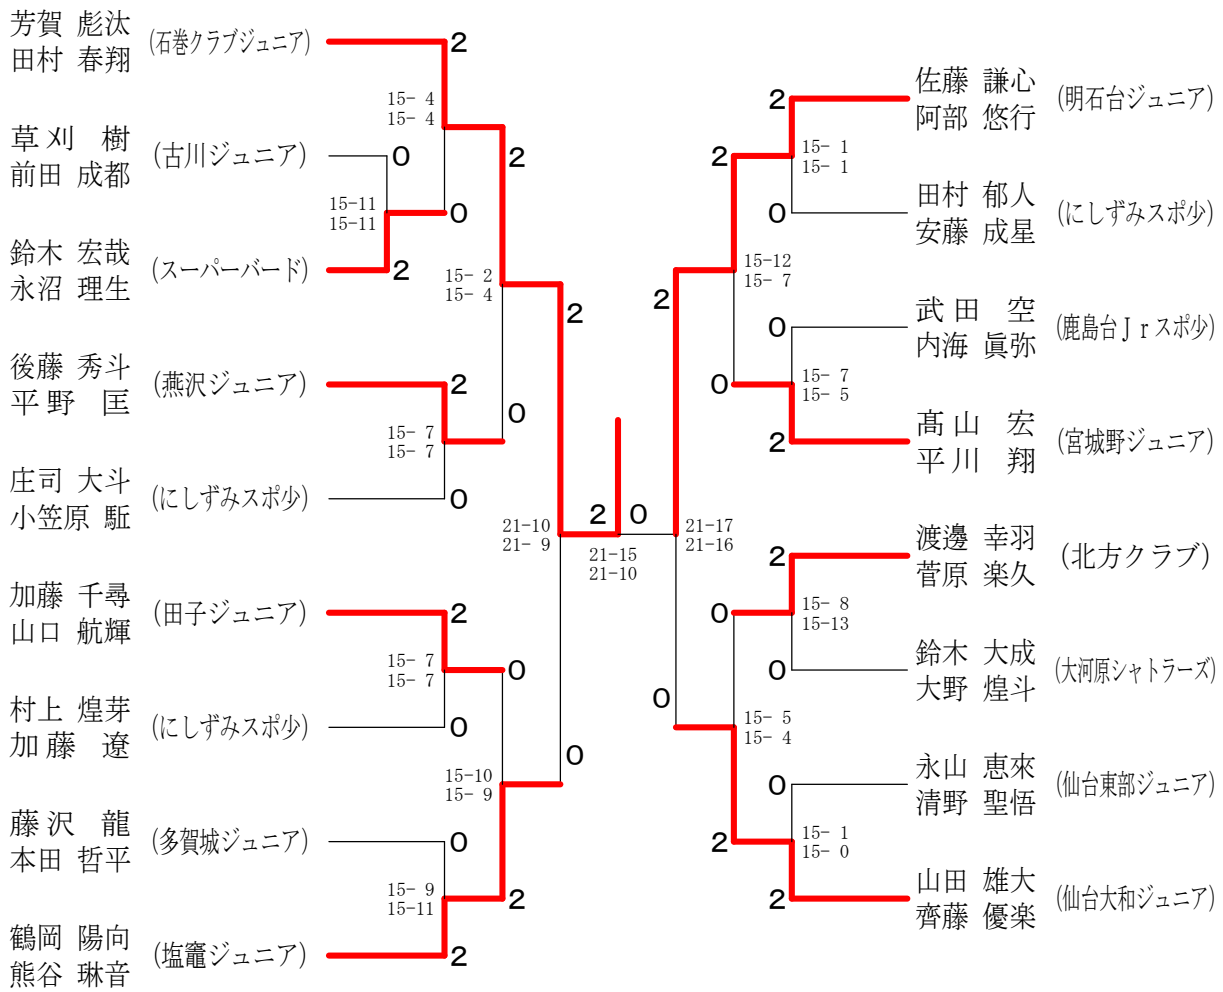 芳賀 彪汰
田村 春翔
(石巻クラブジュニア)
2
15- 4
15- 4
草刈 樹
前田 成都
(古川ジュニア)
0
2
15-11
15-11
0
鈴木 宏哉
永沼 理生
(スーパーバード)
2
15- 2
15- 4
2
後藤 秀斗
平野 匡
(燕沢ジュニア)
2
0
15- 7
15- 7
庄司 大斗
小笠原 駈
(にしずみスポ少)
0
21-10
21- 9
加藤 千尋
山口 航輝
(田子ジュニア)
2
15- 7
15- 7
0
村上 煌芽
加藤 遼
(にしずみスポ少)
0
0
15-10
15- 9
藤沢 龍
本田 哲平
(多賀城ジュニア)
0
15- 9
15-11
2
鶴岡 陽向
熊谷 琳音
(塩竈ジュニア)
2
2 0
21-15
21-10
佐藤 謙心
阿部 悠行
(明石台ジュニア)
2
2
15- 1
15- 1
田村 郁人
安藤 成星
(にしずみスポ少)
0
15-12
15- 7
2
武田 空
内海 眞弥
(鹿島台Jrスポ少)
0
0
15- 7
15- 5
髙山 宏
平川 翔
(宮城野ジュニア)
2
21-17
21-16
渡邊 幸羽
菅原 楽久
(北方クラブ)
2
0
15- 8
15-13
鈴木 大成
大野 煌斗
(大河原シャトラーズ)
0
0
15- 5
15- 4
永山 恵來
清野 聖悟
(仙台東部ジュニア)
0
2
15- 1
15- 0
山田 雄大
齊藤 優楽
(仙台大和ジュニア)
2